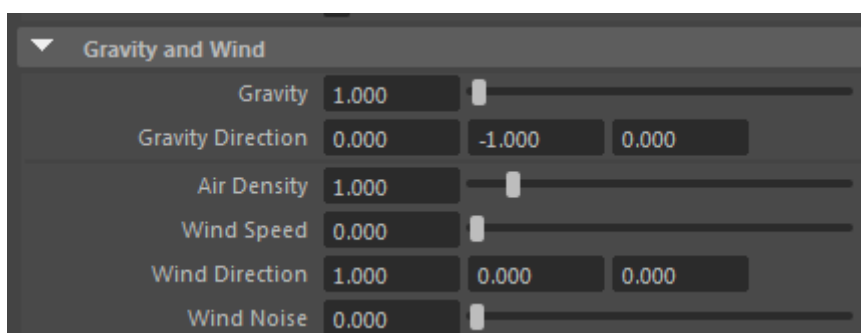 Gravity and Wind
Gravity 1.000
Gravity Direction 0.000 -1.000 0.000
Air Density 1.000
Wind Speed 0.000
Wind Direction 1.000 0.000 0.000
Wind Noise 0.000